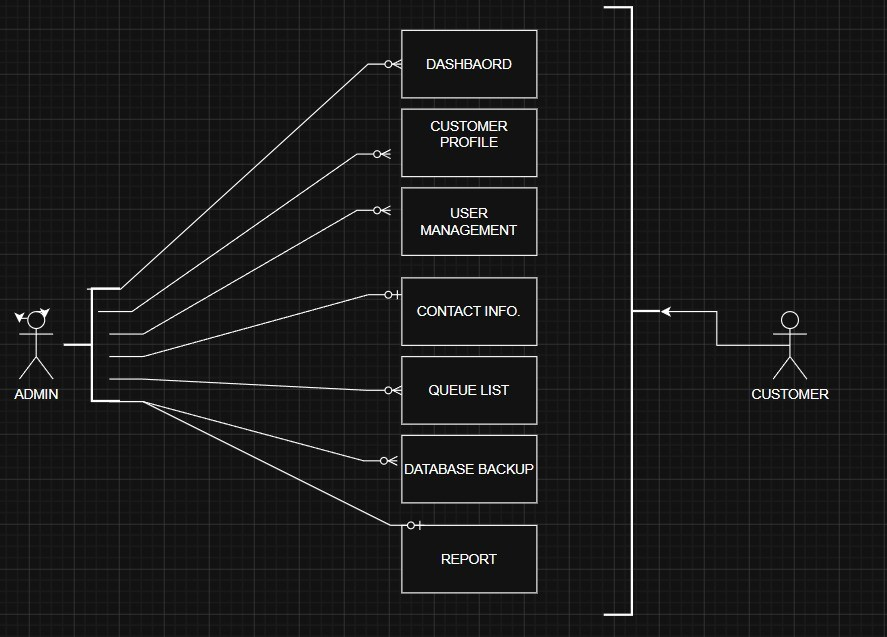 DASHBAORD
CUSTOMER
PROFILE
USER
MANAGEMENT
CONTACT INFO.
QUEUE LIST
DATABASE BACKUP
REPORT
ADMIN
CUSTOMER